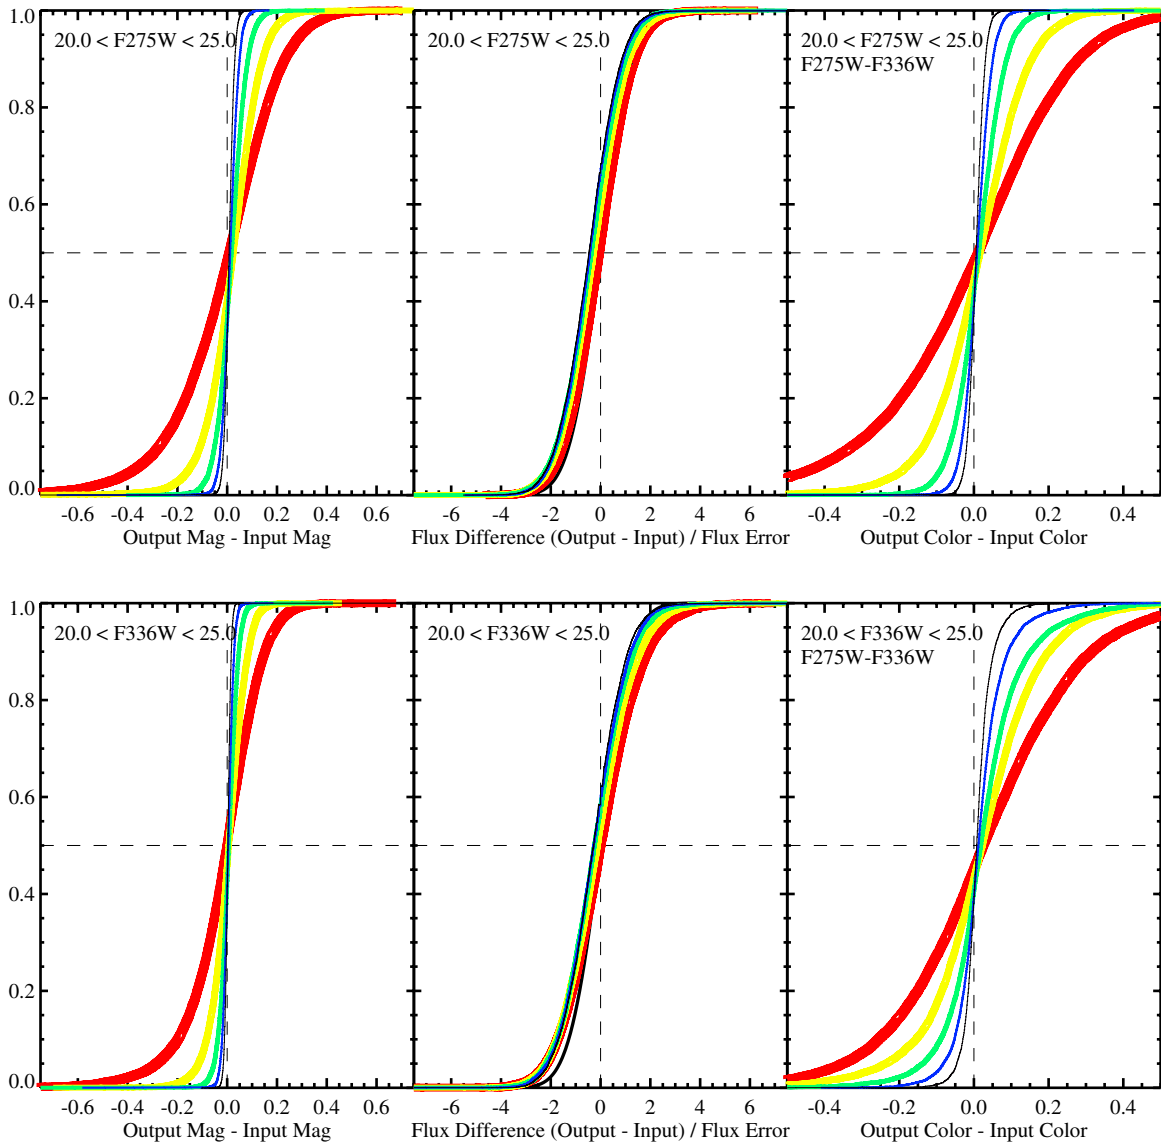 20.0 < F275W < 25.0
20.0 < F275W < 25.0
20.0 < F275W < 25.0
F275W-F336W
1.0
0.8
0.6
0.4
0.2
0.0
-0.6 -0.4 -0.2 0.0 0.2 0.4 0.6
-6 -4 -2 0 2 4 6
-0.4 -0.2 0.0 0.2 0.4
Output Mag - Input Mag
Flux Difference (Output - Input) / Flux Error
Output Color - Input Color
20.0 < F336W < 25.0
20.0 < F336W < 25.0
20.0 < F336W < 25.0
F275W-F336W
1.0
0.8
0.6
0.4
0.2
0.0
-0.6 -0.4 -0.2 0.0 0.2 0.4 0.6
-6 -4 -2 0 2 4 6
-0.4 -0.2 0.0 0.2 0.4
Output Mag - Input Mag
Flux Difference (Output - Input) / Flux Error
Output Color - Input Color